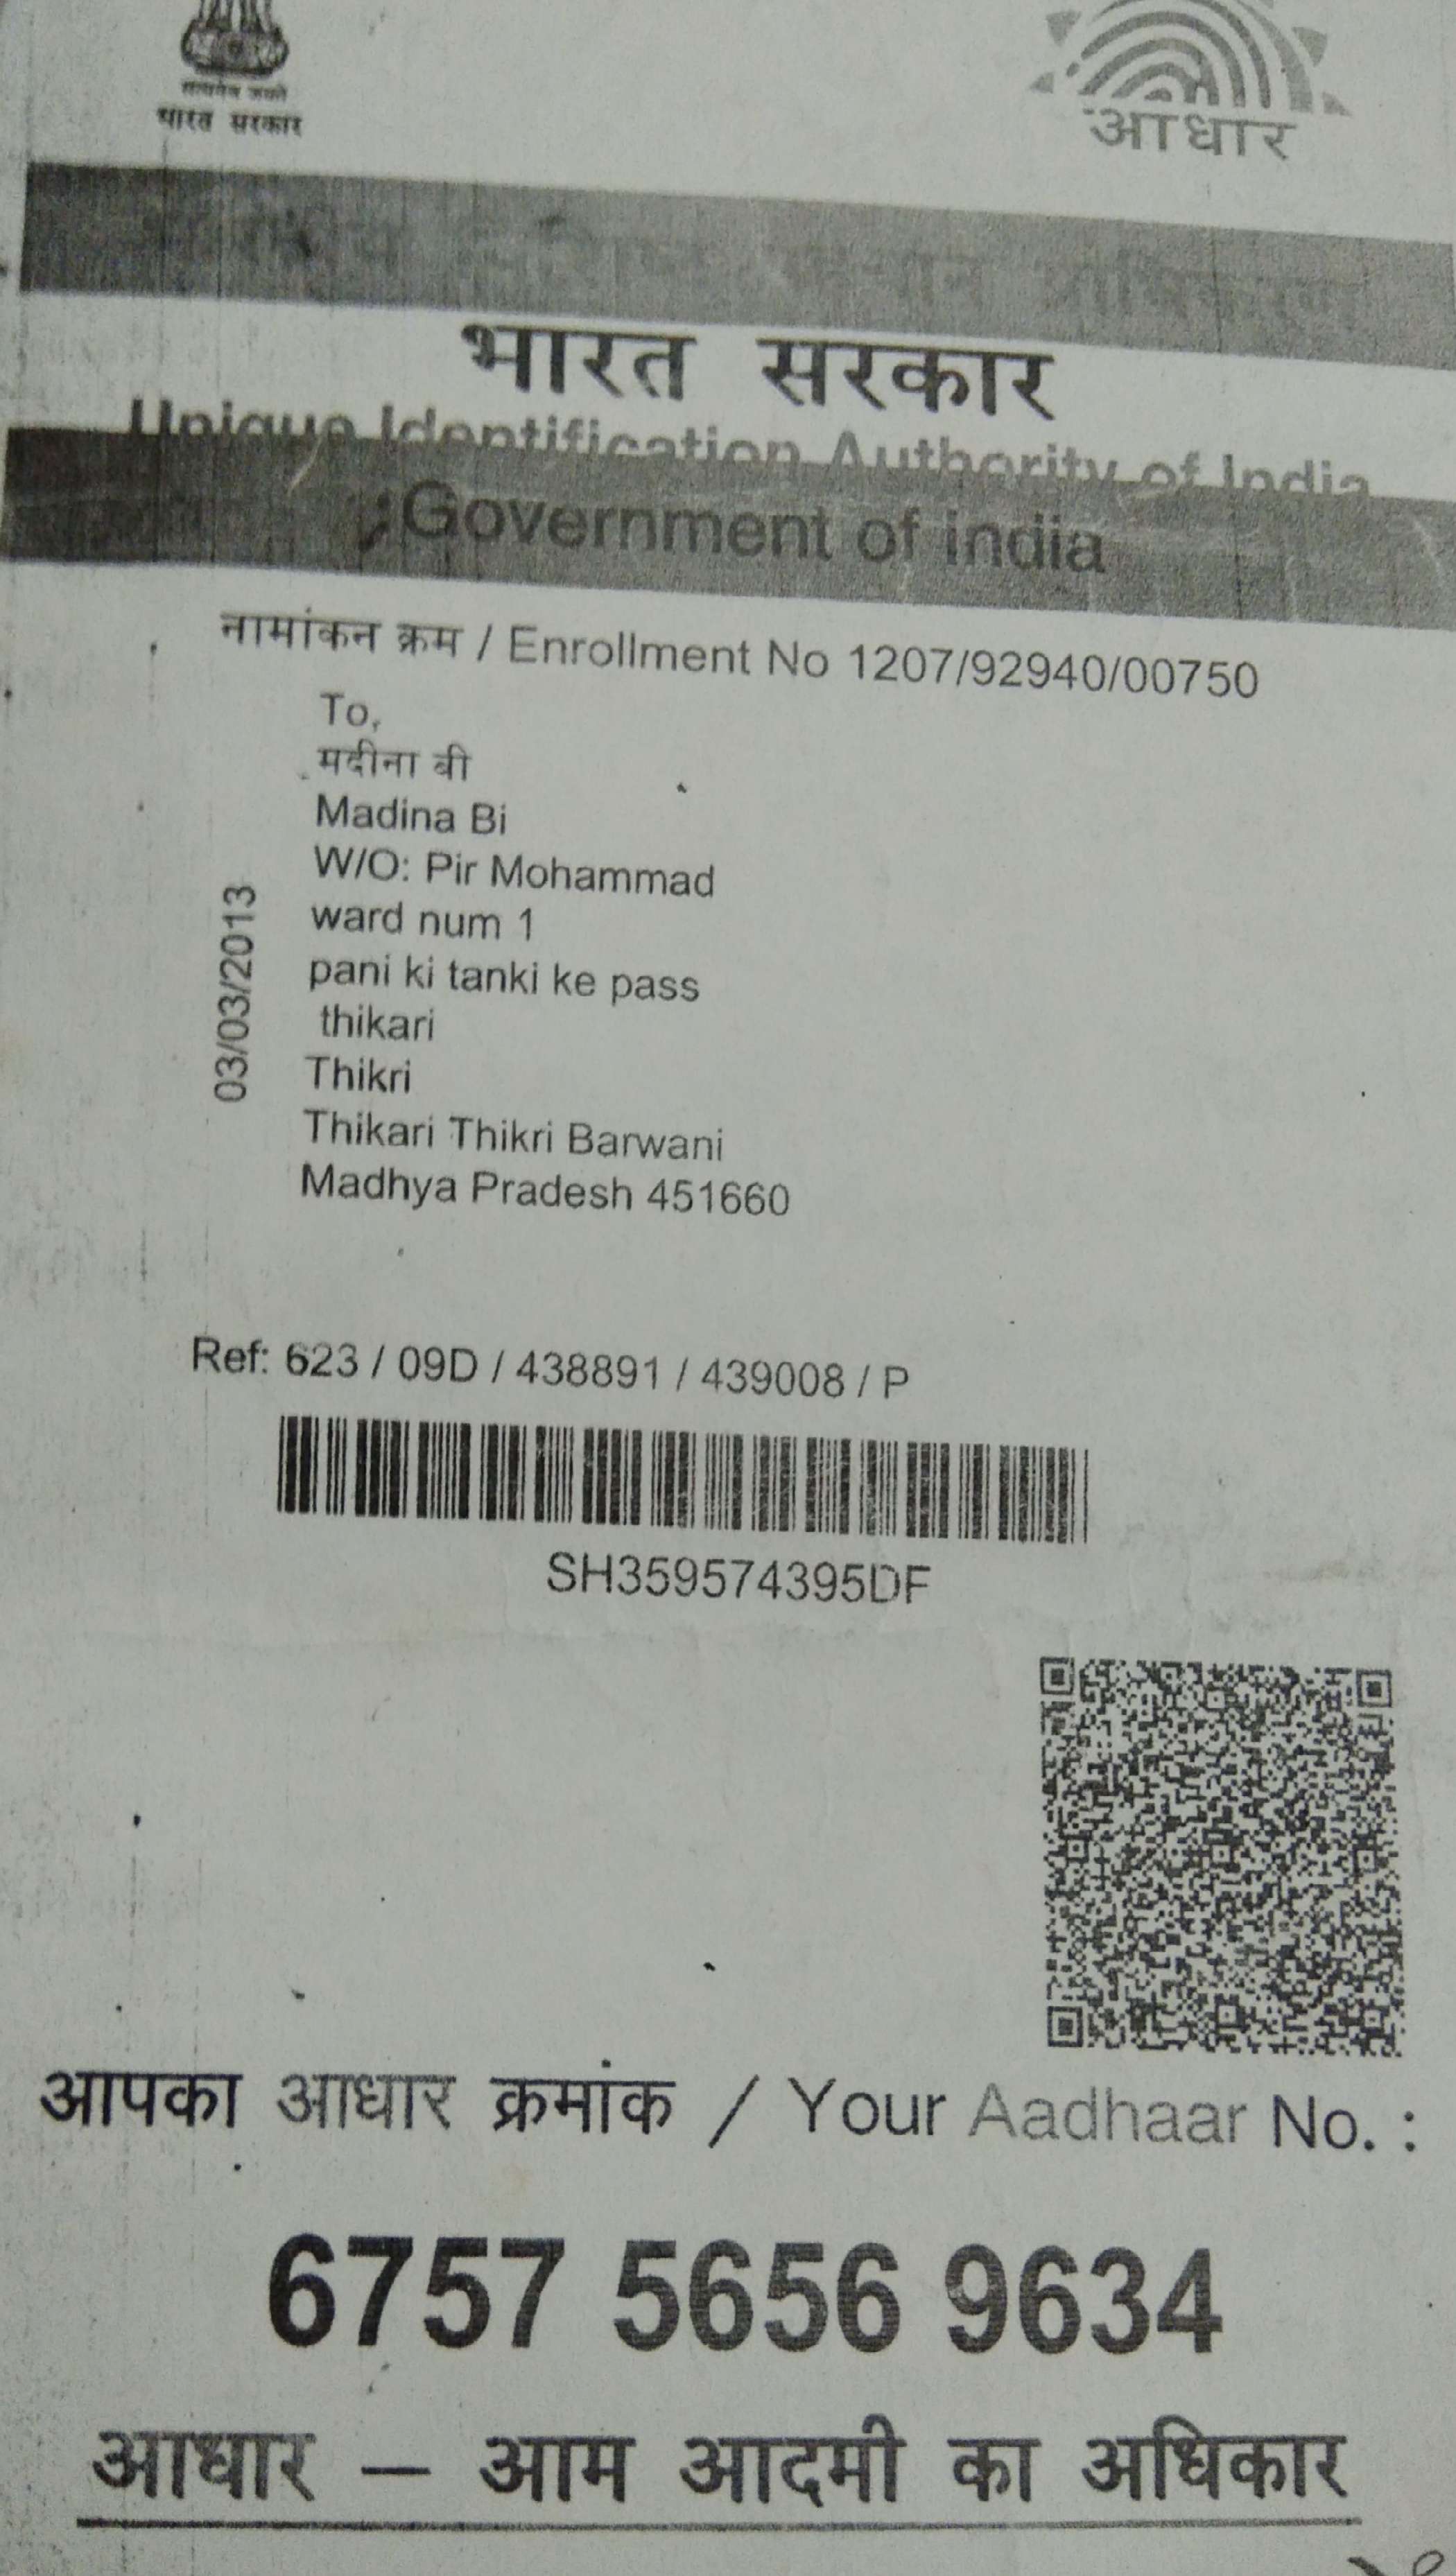 सत्यमेव जयते
भारत सरकार
आधार
प्राधिकरण
भारत सरकार
Unique Identification Authority of India
Government of india
नामांकन क्रम / Enrollment No 1207/92940/00750
To,
मदीना बी
Madina Bi
W/O: Pir Mohammad
ward num 1
pani ki tanki ke pass
thikari
Thikri
Thikari Thikri Barwani
Madhya Pradesh 451660
03/03/2013
Ref: 623 / 09D / 438891 / 439008 / P
SH359574395DF
आपका आधार क्रमांक / Your Aadhaar No. :
6757 5656 9634
आधार – आम आदमी का अधिकार